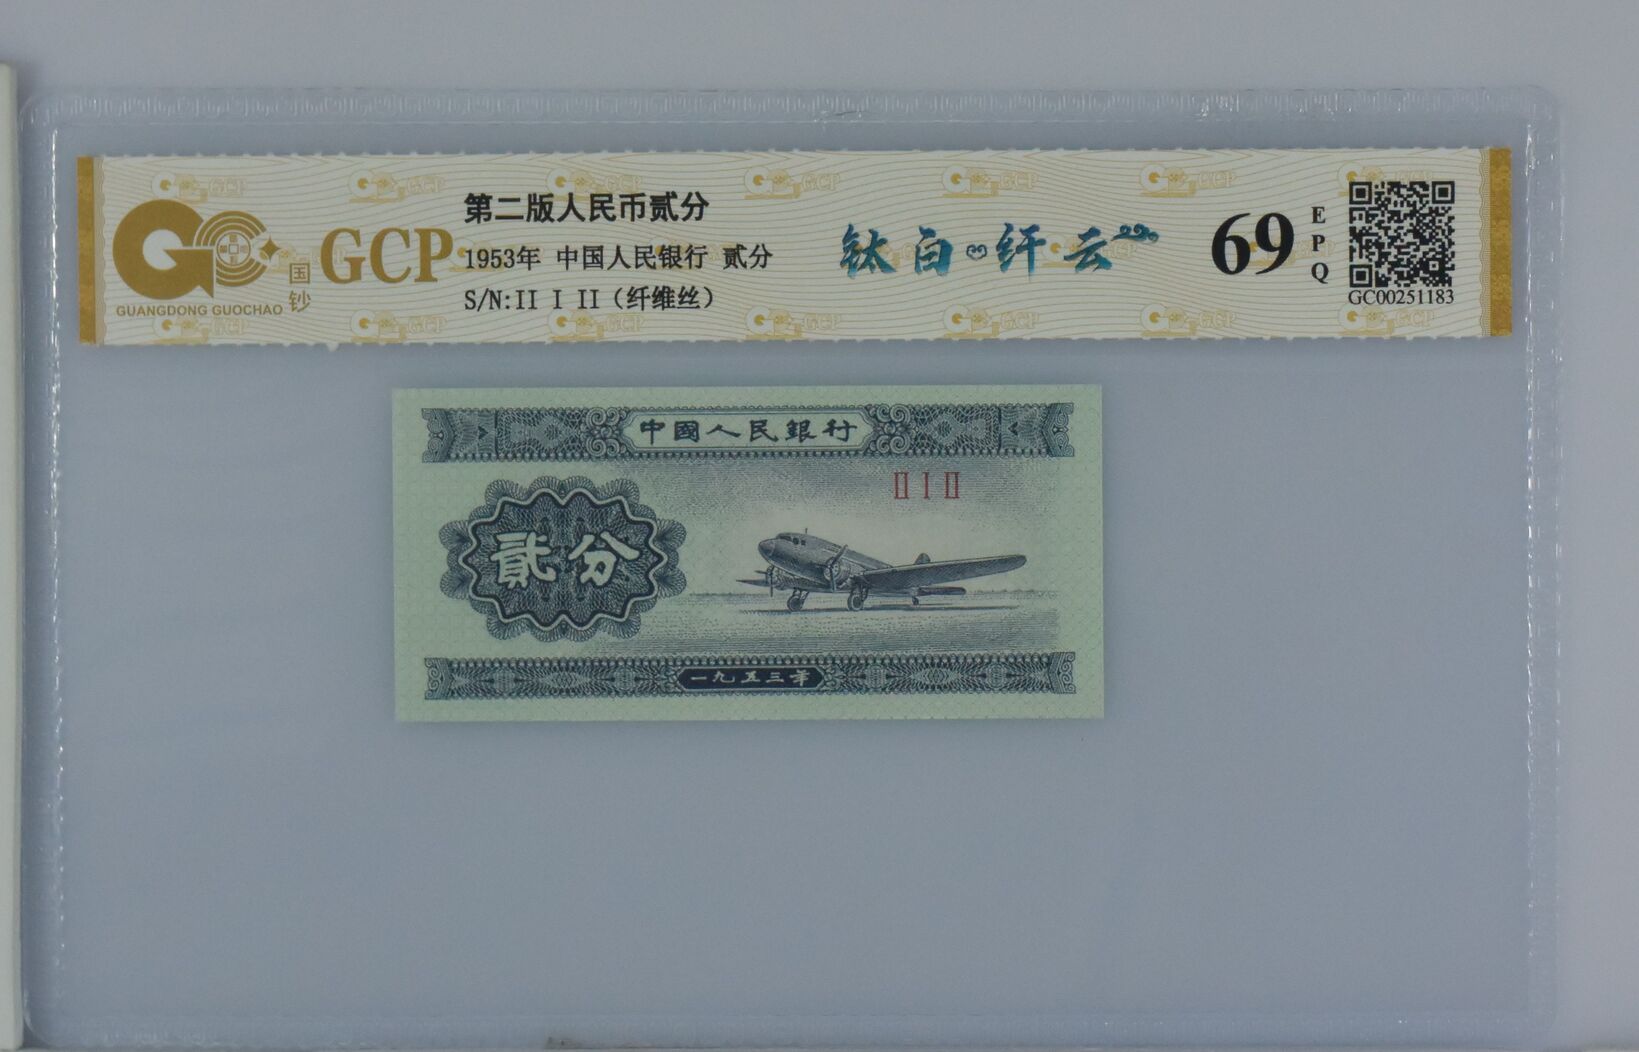 GUANGDONG GUOCHAO
国钞
GCP
第二版人民币贰分
1953年 中国人民银行 贰分
S/N:II I II（纤维丝）
钛白纤云
69
EPQ
GC00251183
中國人民銀行
II I II
貳分
一九五三年